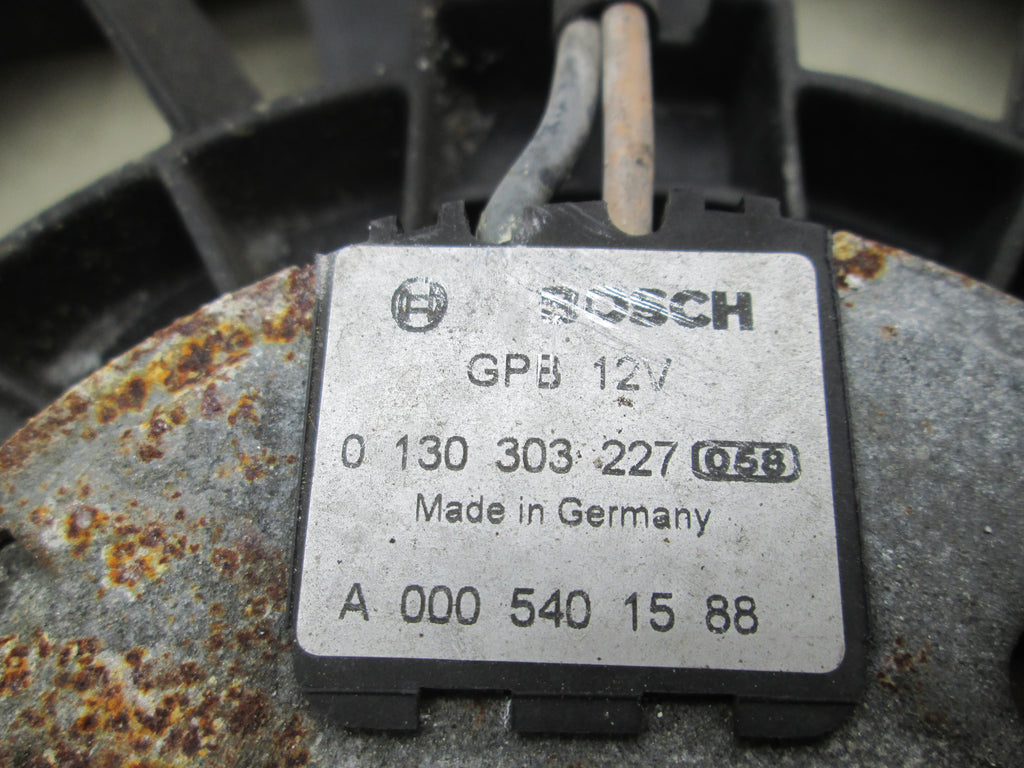 BOSCH
GPB 12V
0 130 303 227 058
Made in Germany
A 000 540 15 88